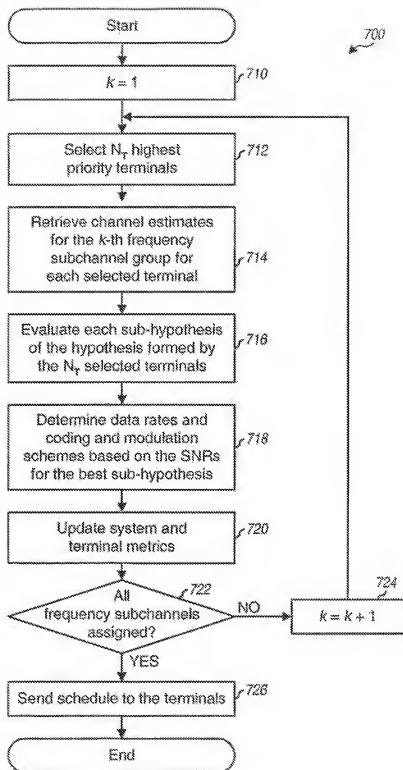 Start
700
k = 1
710
Select NT highest
priority terminals
712
Retrieve channel estimates
for the k-th frequency
subchannel group for
each selected terminal
714
Evaluate each sub-hypothesis
of the hypothesis formed by
the NT selected terminals
716
Determine data rates and
coding and modulation
schemes based on the SNRs
for the best sub-hypothesis
718
Update system and
terminal metrics
720
All
frequency subchannels
assigned?
722
NO
k = k + 1
724
YES
Send schedule to the terminals
726
End